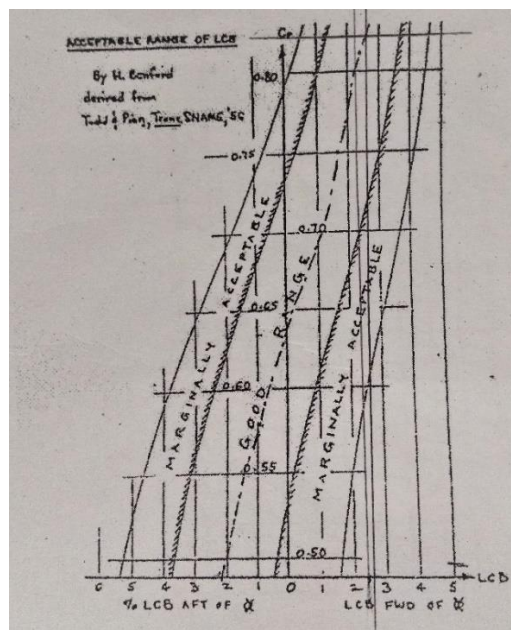 ACCEPTABLE RANGE OF LCB
By H. Benford
derived from
Todd & Pien, Trans SNAME, '56
Cp
0.80
0.75
0.70
0.65
0.60
0.55
0.50
MARGINALLY ACCEPTABLE
GOOD RANGE
MARGINALLY ACCEPTABLE
6 5 4 3 2 1 0 1 2 3 4 5 LCB
% LCB AFT OF ⌀ LCB FWD OF ⌀